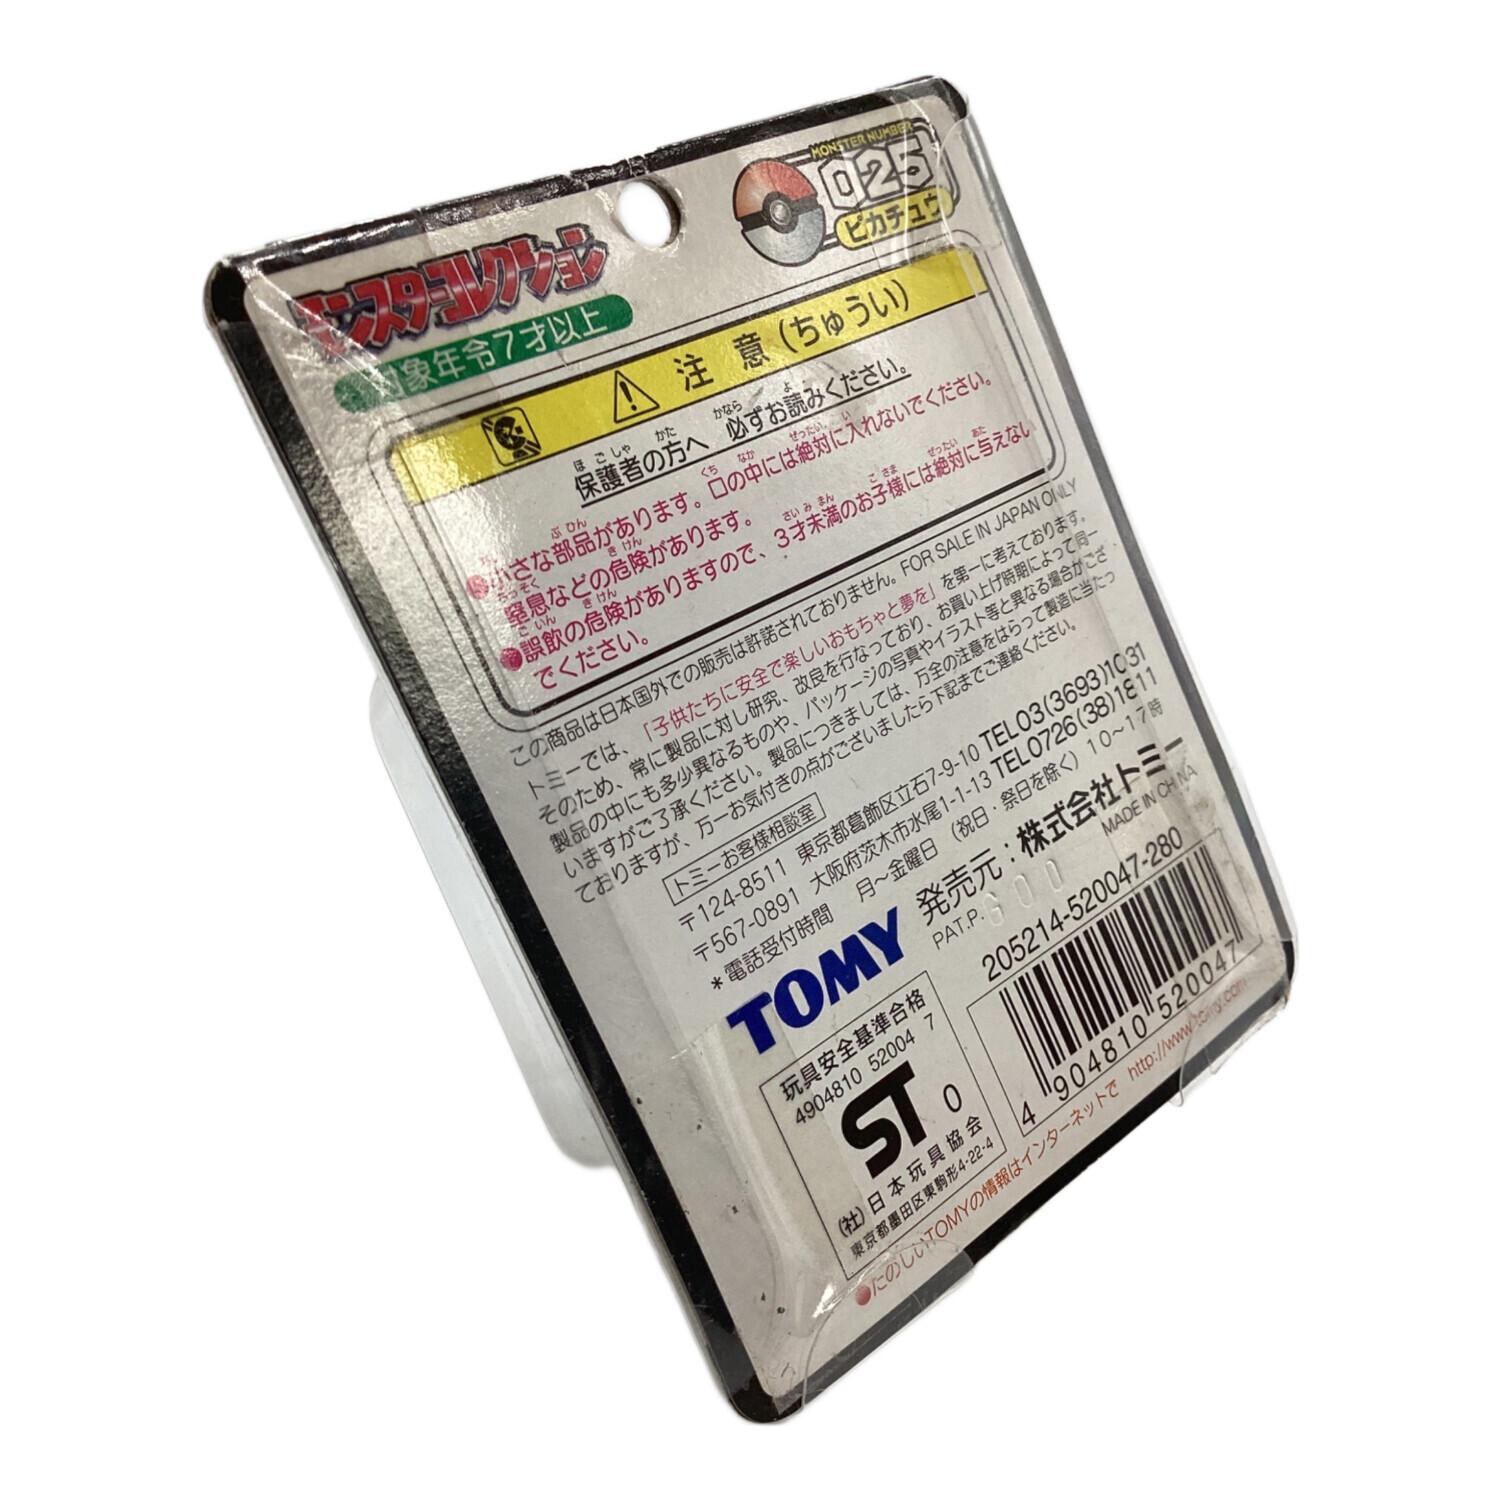 モンスターコレクション
MONSTER NUMBER
025
ピカチュウ
対象年令7才以上
注 意 (ちゅうい)
保護者の方へ 必ずお読みください。
●小さな部品があります。口の中には絶対に入れないでください。
窒息などの危険があります。
●誤飲の危険がありますので、3才未満のお子様には絶対に与えない
でください。
この商品は日本国外での販売は許諾されておりません。FOR SALE IN JAPAN ONLY
トミーでは、「子供たちに安全で楽しいおもちゃと夢を」を第一に考えております。
そのため、常に製品に対し研究、改良を行なっており、お買い上げ時期によって同一
製品の中にも多少異なるものや、パッケージの写真やイラスト等と異なる場合がござ
いますがご了承ください。製品につきましては、万全の注意をはらって製造に当たっ
ておりますが、万一お気付きの点がございましたら下記までご連絡ください。
トミーお客様相談室
〒124-8511 東京都葛飾区立石7-9-10 TEL03(3693)1031
〒567-0891 大阪府茨木市水尾1-1-13 TEL0726(38)1811
*電話受付時間 月~金曜日 (祝日・祭日を除く) 10~17時
TOMY 発売元:株式会社トミー
PAT.P. MADE IN CHINA
205214-520047-280
4 904810 520047
玩具安全基準合格
4904810 52004 7
ST 0
(社)日本玩具協会
東京都墨田区東駒形4-22-4
●たのしいTOMYの情報はインターネットで http://www.tomy.com